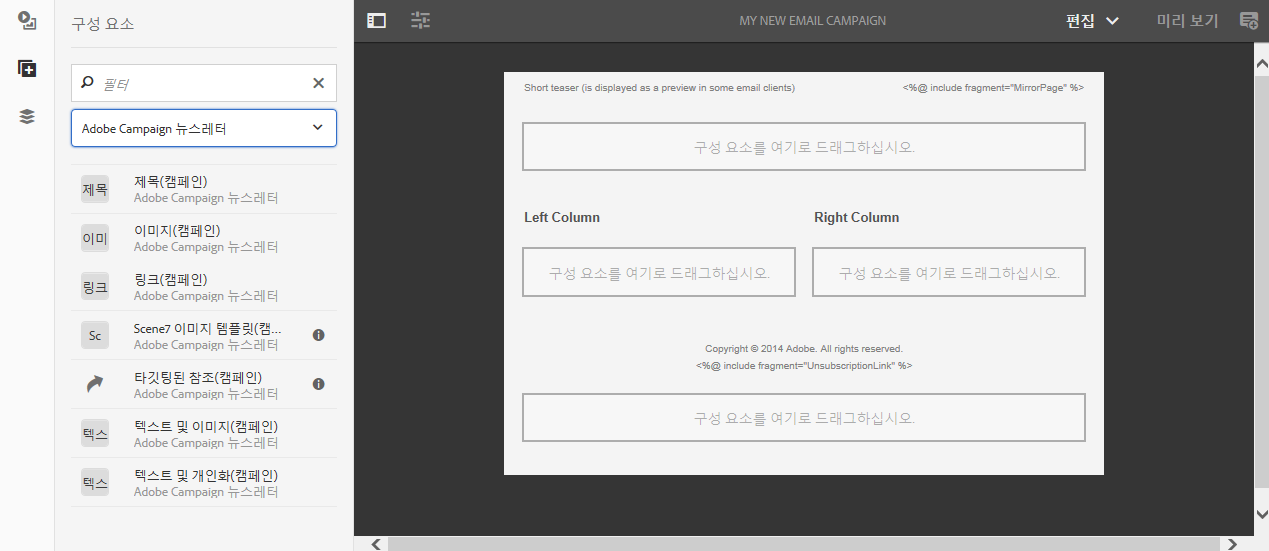 구성 요소
필터
Adobe Campaign 뉴스레터
제목
제목(캠페인)
Adobe Campaign 뉴스레터
이미
이미지(캠페인)
Adobe Campaign 뉴스레터
링크
링크(캠페인)
Adobe Campaign 뉴스레터
Sc
Scene7 이미지 템플릿(캠...
Adobe Campaign 뉴스레터
타깃팅된 참조(캠페인)
Adobe Campaign 뉴스레터
텍스
텍스트 및 이미지(캠페인)
Adobe Campaign 뉴스레터
텍스
텍스트 및 개인화(캠페인)
Adobe Campaign 뉴스레터
MY NEW EMAIL CAMPAIGN
편집
미리 보기
Short teaser (is displayed as a preview in some email clients)
<%@ include fragment="MirrorPage" %>
구성 요소를 여기로 드래그하십시오.
Left Column
Right Column
구성 요소를 여기로 드래그하십시오.
구성 요소를 여기로 드래그하십시오.
Copyright © 2014 Adobe. All rights reserved.
<%@ include fragment="UnsubscriptionLink" %>
구성 요소를 여기로 드래그하십시오.